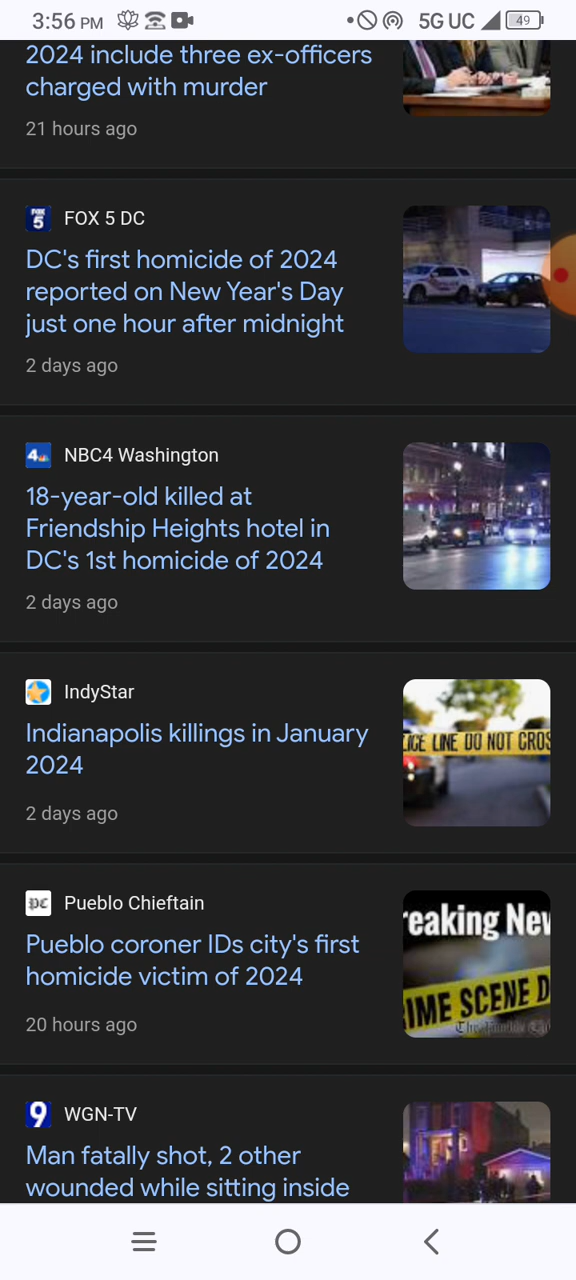 3:56 PM
5G UC
49
2024 include three ex-officers
charged with murder
21 hours ago
FOX 5
FOX 5 DC
DC's first homicide of 2024
reported on New Year's Day
just one hour after midnight
2 days ago
4
NBC4 Washington
18-year-old killed at
Friendship Heights hotel in
DC's 1st homicide of 2024
2 days ago
IndyStar
Indianapolis killings in January
2024
LICE LINE DO NOT CROS
2 days ago
PC
Pueblo Chieftain
reaking New
Pueblo coroner IDs city's first
homicide victim of 2024
IME SCENE D
20 hours ago
9
WGN-TV
Man fatally shot, 2 other
wounded while sitting inside